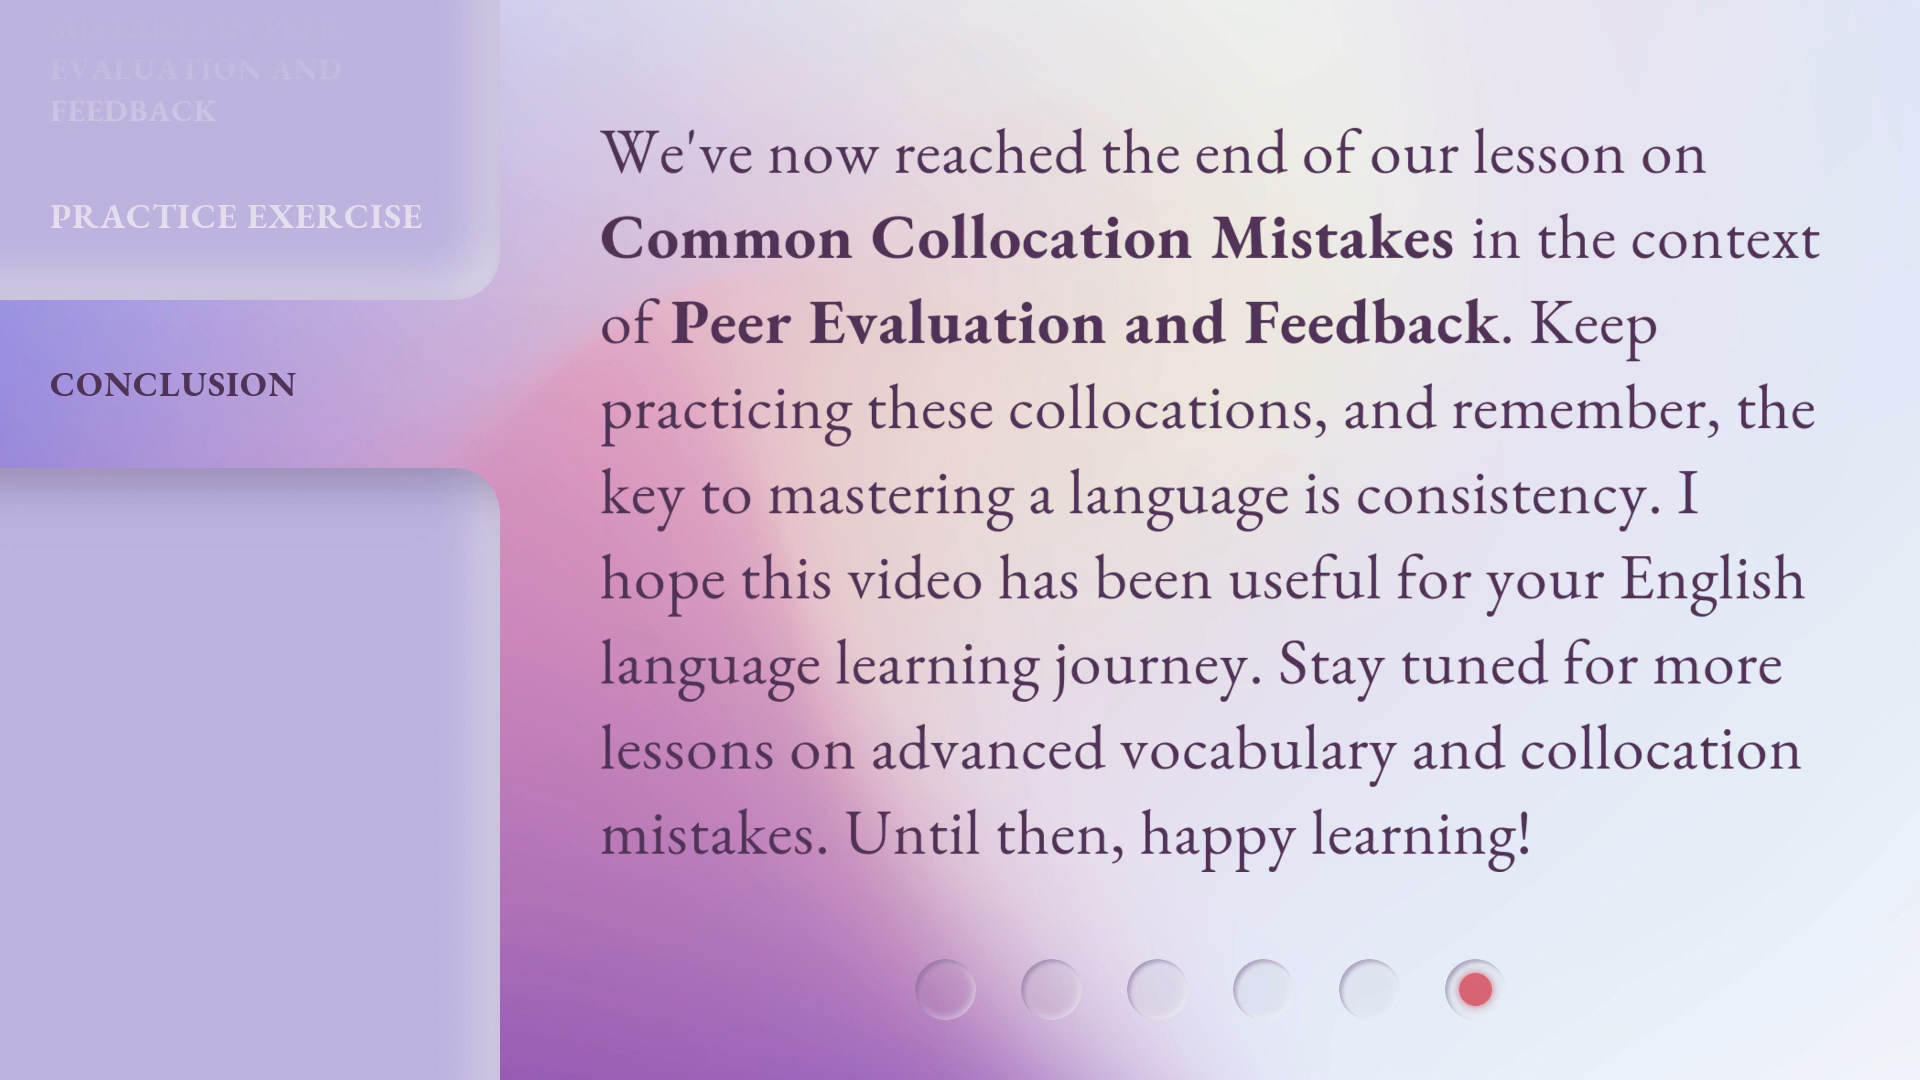 EVALUATION AND
FEEDBACK
PRACTICE EXERCISE
CONCLUSION
We've now reached the end of our lesson on
Common Collocation Mistakes in the context
of Peer Evaluation and Feedback. Keep
practicing these collocations, and remember, the
key to mastering a language is consistency. I
hope this video has been useful for your English
language learning journey. Stay tuned for more
lessons on advanced vocabulary and collocation
mistakes. Until then, happy learning!